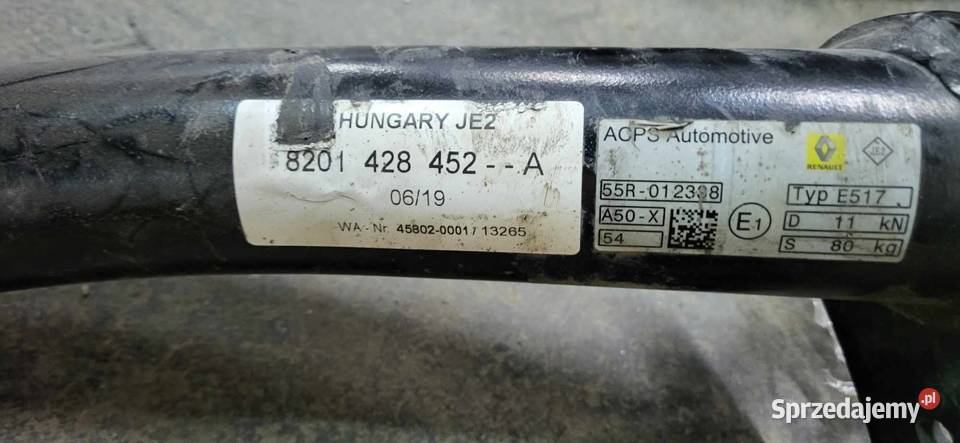 HUNGARY JE2
8201 428 452 - - A
06/19
WA - Nr. 45802-0001 / 13265
ACPS Automotive
RENAULT
55R-012338
A50-X
54
E1
Typ E517
D 11 kN
S 80 kg
Sprzedajemy.pl